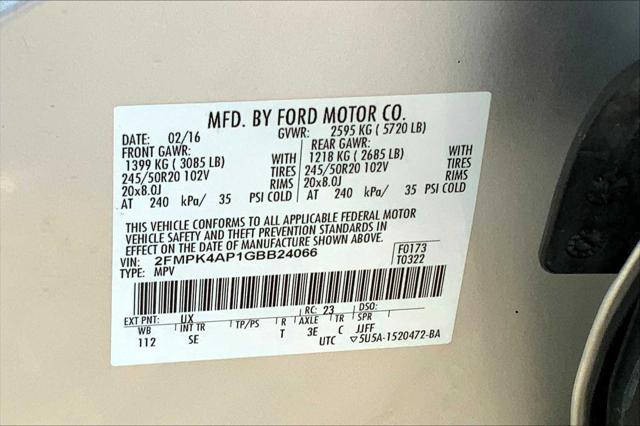 MFD. BY FORD MOTOR CO.
DATE: 02/16 GVWR: 2595 KG ( 5720 LB)
FRONT GAWR: REAR GAWR:
1399 KG ( 3085 LB) WITH 1218 KG ( 2685 LB) WITH
245/50R20 102V TIRES 245/50R20 102V TIRES
20x8.0J RIMS 20x8.0J RIMS
AT 240 kPa/ 35 PSI COLD AT 240 kPa/ 35 PSI COLD
THIS VEHICLE CONFORMS TO ALL APPLICABLE FEDERAL MOTOR
VEHICLE SAFETY AND THEFT PREVENTION STANDARDS IN
EFFECT ON THE DATE OF MANUFACTURE SHOWN ABOVE.
VIN: 2FMPK4AP1GBB24066 F0173
TYPE: MPV T0322
EXT PNT: UX RC: 23 DSO:
WB INT TR TP/PS R AXLE TR SPR
112 SE T 3E C JJFF
UTC ▽5U5A-1520472-BA